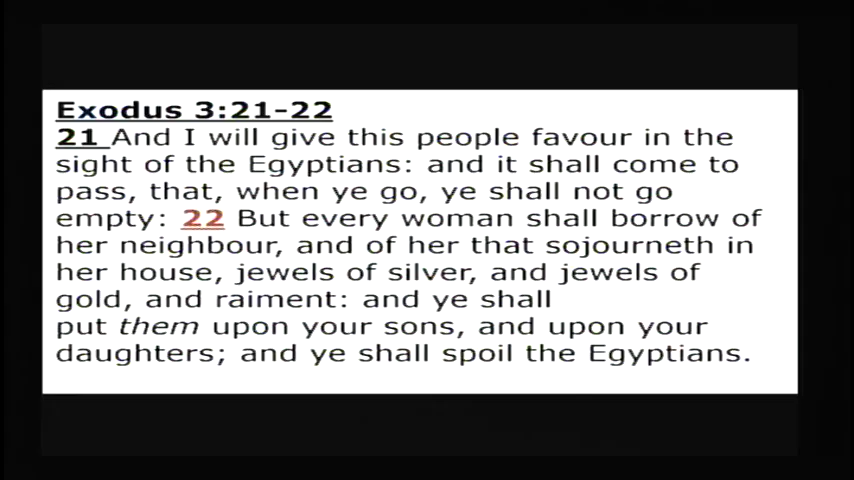 Exodus 3:21-22
21 And I will give this people favour in the
sight of the Egyptians: and it shall come to
pass, that, when ye go, ye shall not go
empty: 22 But every woman shall borrow of
her neighbour, and of her that sojourneth in
her house, jewels of silver, and jewels of
gold, and raiment: and ye shall
put them upon your sons, and upon your
daughters; and ye shall spoil the Egyptians.